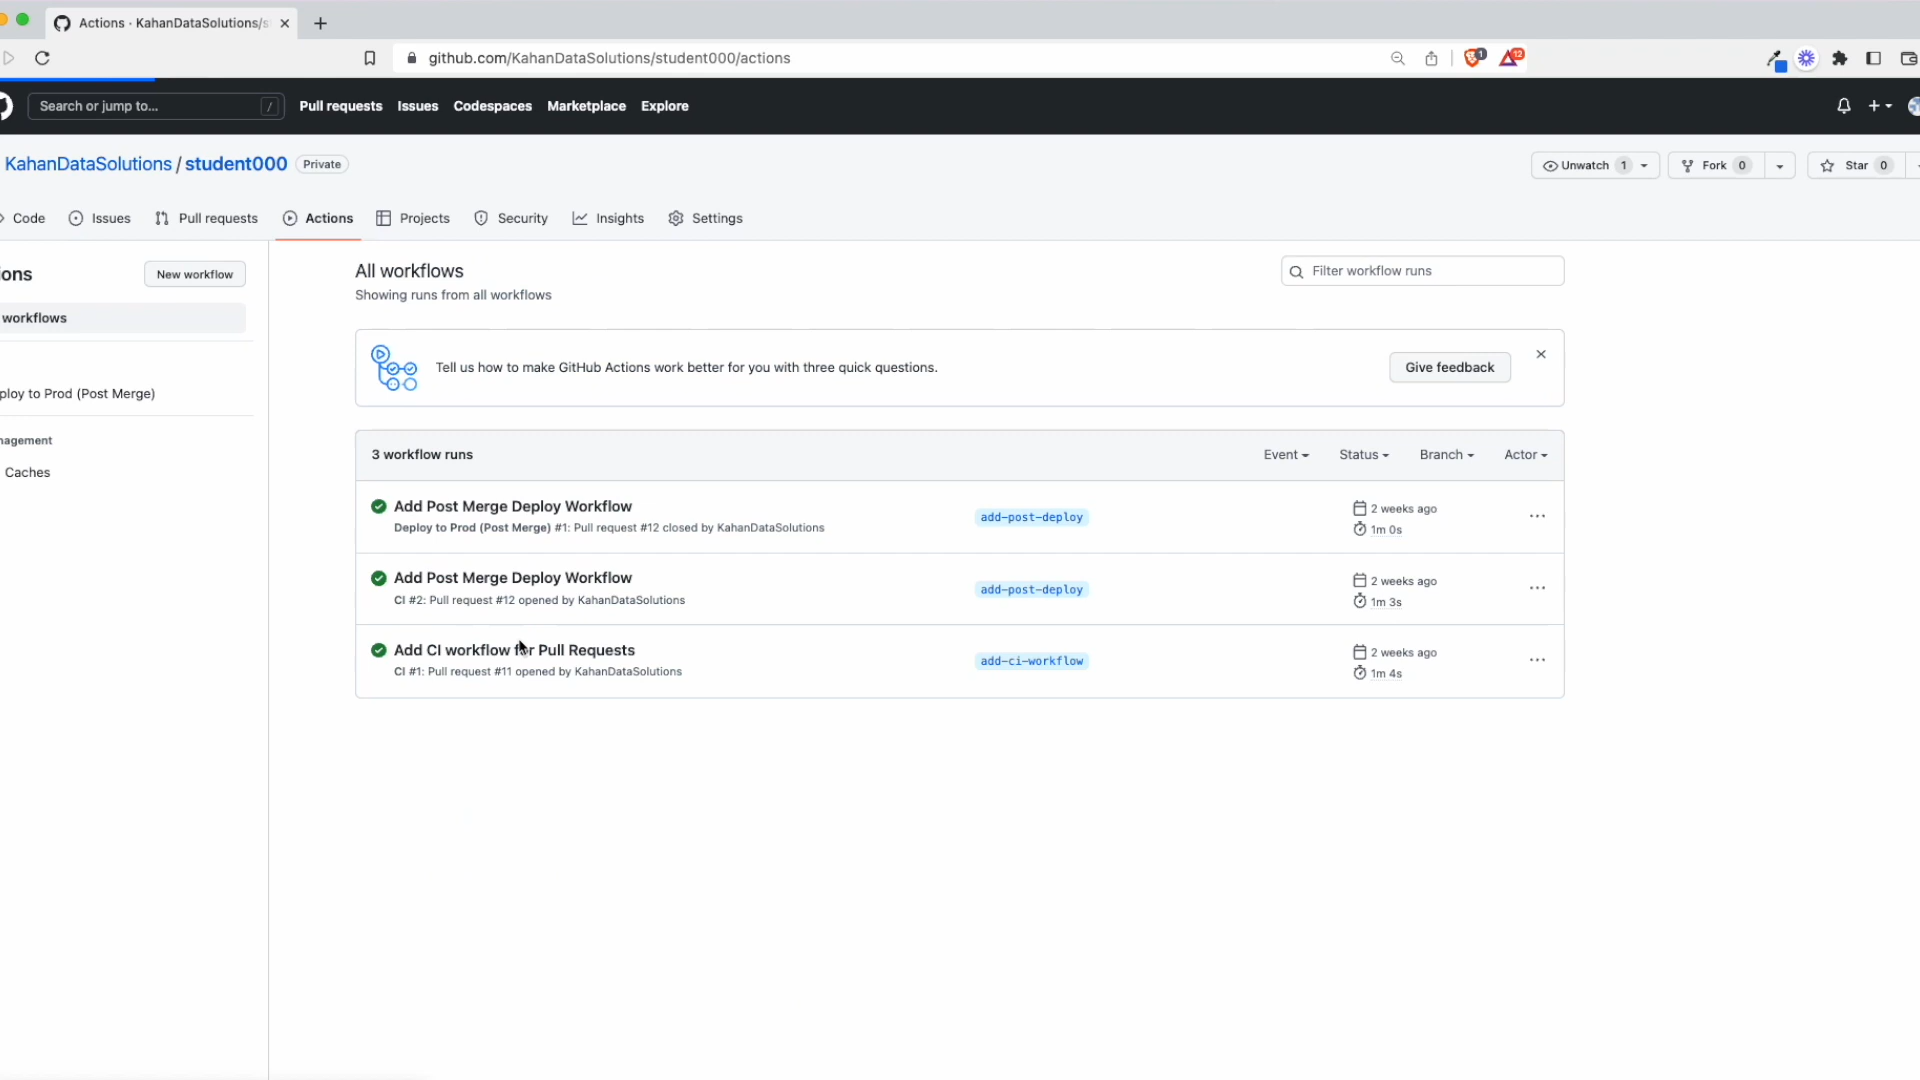 Actions · KahanDataSolutions/s
github.com/KahanDataSolutions/student000/actions
1
12
Search or jump to... /
Pull requests Issues Codespaces Marketplace Explore
KahanDataSolutions / student000 Private
Unwatch 1 Fork 0 Star 0
Code Issues Pull requests Actions Projects Security Insights Settings
ions
New workflow
workflows
ploy to Prod (Post Merge)
nagement
Caches
All workflows
Showing runs from all workflows
Filter workflow runs
Tell us how to make GitHub Actions work better for you with three quick questions.
Give feedback
3 workflow runs
Event Status Branch Actor
Add Post Merge Deploy Workflow
Deploy to Prod (Post Merge) #1: Pull request #12 closed by KahanDataSolutions
add-post-deploy
2 weeks ago
1m 0s
Add Post Merge Deploy Workflow
CI #2: Pull request #12 opened by KahanDataSolutions
add-post-deploy
2 weeks ago
1m 3s
Add CI workflow for Pull Requests
CI #1: Pull request #11 opened by KahanDataSolutions
add-ci-workflow
2 weeks ago
1m 4s